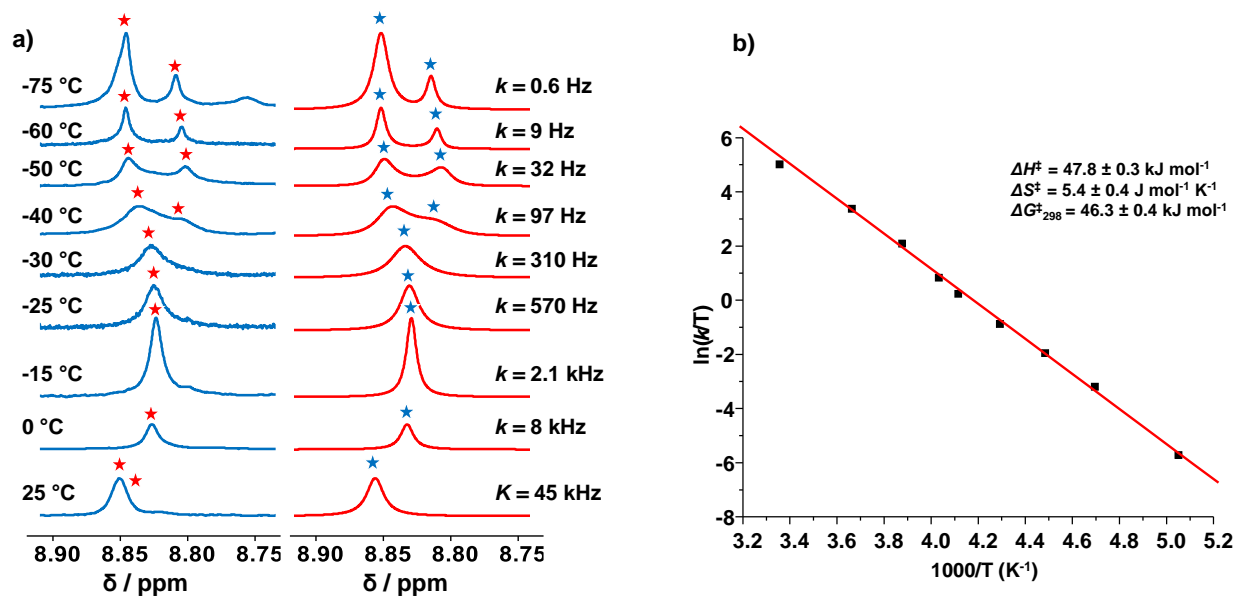 a)
-75 °C
k = 0.6 Hz
-60 °C
k = 9 Hz
-50 °C
k = 32 Hz
-40 °C
k = 97 Hz
-30 °C
k = 310 Hz
-25 °C
k = 570 Hz
-15 °C
k = 2.1 kHz
0 °C
k = 8 kHz
25 °C
K = 45 kHz
8.90 8.85 8.80 8.75
8.90 8.85 8.80 8.75
δ / ppm
δ / ppm
b)
ΔH‡ = 47.8 ± 0.3 kJ mol-1
ΔS‡ = 5.4 ± 0.4 J mol-1 K-1
ΔG‡298 = 46.3 ± 0.4 kJ mol-1
ln(k/T)
6
4
2
0
-2
-4
-6
-8
3.2 3.4 3.6 3.8 4.0 4.2 4.4 4.6 4.8 5.0 5.2
1000/T (K-1)